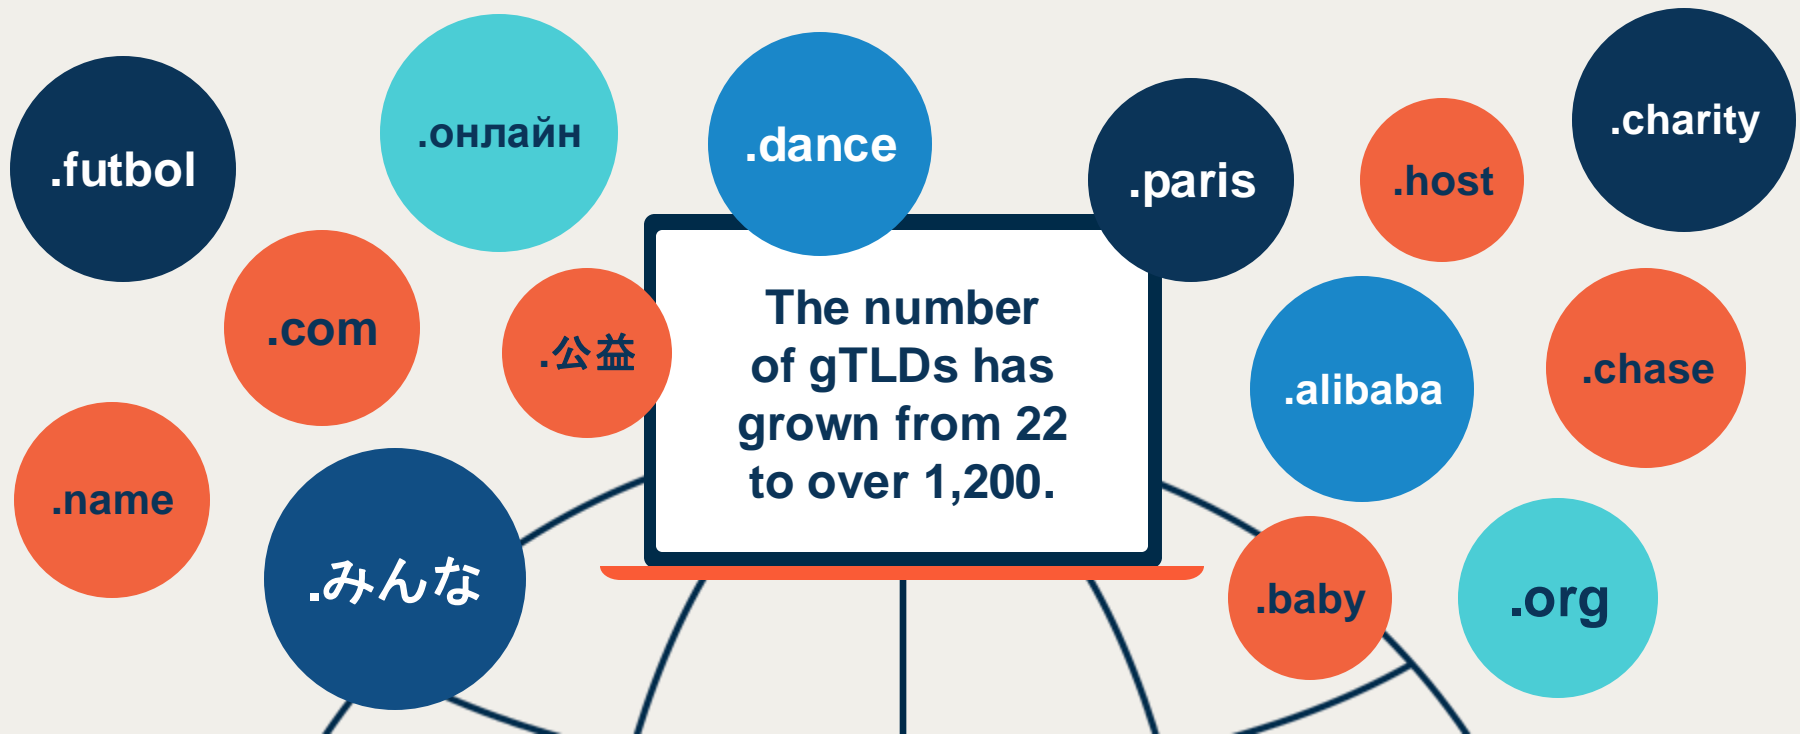 .futbol
.онлайн
.dance
.paris
.host
.charity
.com
.公益
The number
of gTLDs has
grown from 22
to over 1,200.
.alibaba
.chase
.name
.みんな
.baby
.org